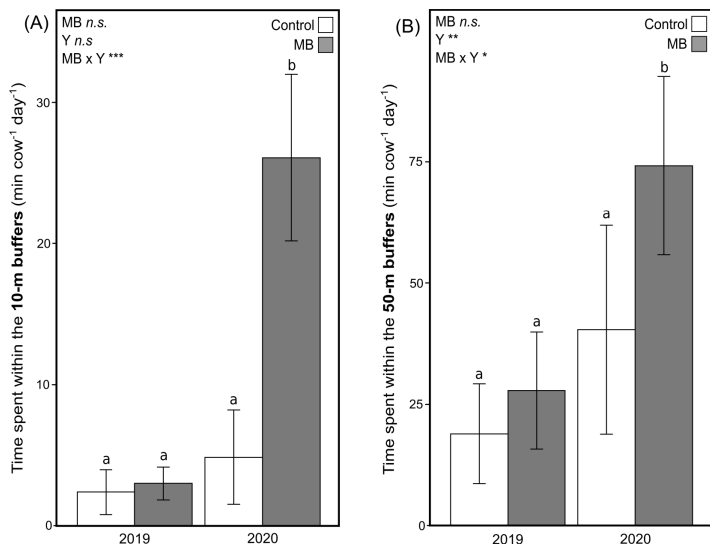 (A)
MB n.s.
Y n.s
MB x Y ***
Control
MB
Time spent within the 10-m buffers (min cow⁻¹ day⁻¹)
30
20
10
0
a
a
a
b
2019
2020
(B)
MB n.s.
Y **
MB x Y *
Control
MB
Time spent within the 50-m buffers (min cow⁻¹ day⁻¹)
75
50
25
0
a
a
a
b
2019
2020